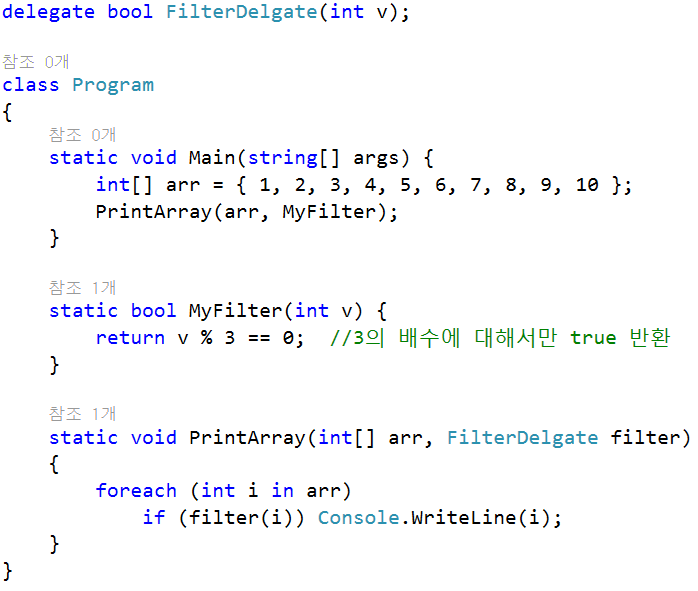 delegate bool FilterDelgate(int v);
참조 0개
class Program
{
참조 0개
static void Main(string[] args) {
int[] arr = { 1, 2, 3, 4, 5, 6, 7, 8, 9, 10 };
PrintArray(arr, MyFilter);
}
참조 1개
static bool MyFilter(int v) {
return v % 3 == 0;  //3의 배수에 대해서만 true 반환
}
참조 1개
static void PrintArray(int[] arr, FilterDelgate filter)
{
foreach (int i in arr)
if (filter(i)) Console.WriteLine(i);
}
}